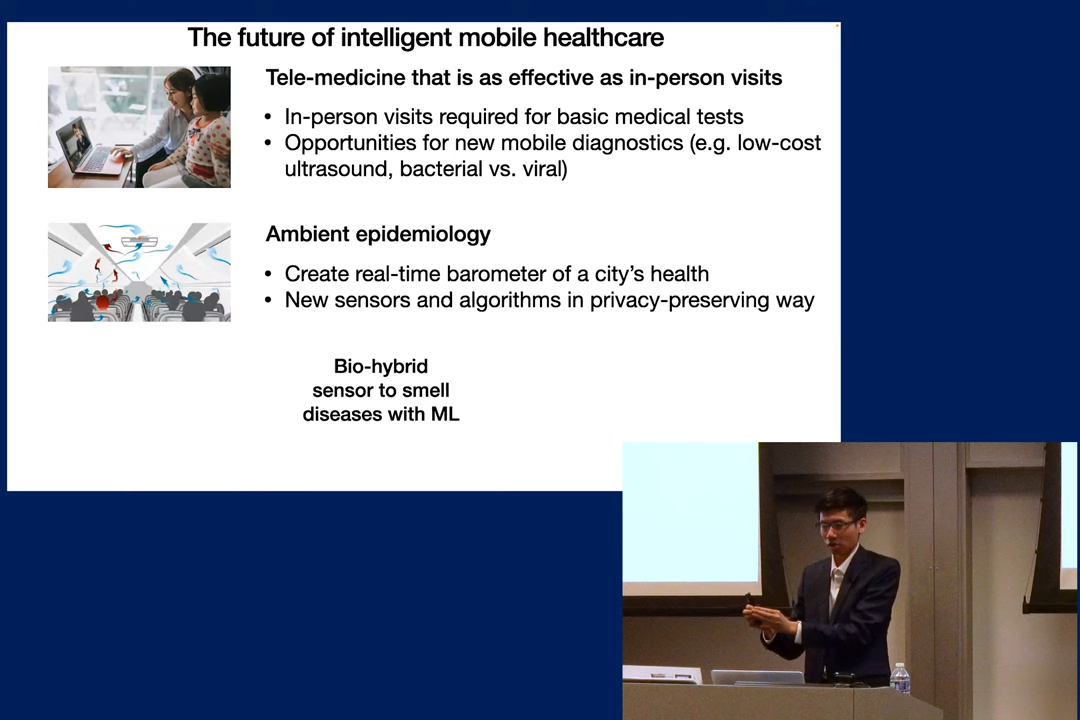 The future of intelligent mobile healthcare
Tele-medicine that is as effective as in-person visits
• In-person visits required for basic medical tests
• Opportunities for new mobile diagnostics (e.g. low-cost
ultrasound, bacterial vs. viral)
Ambient epidemiology
• Create real-time barometer of a city's health
• New sensors and algorithms in privacy-preserving way
Bio-hybrid
sensor to smell
diseases with ML